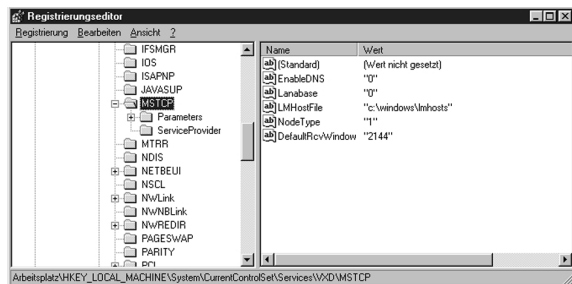 Registrierungseditor
Registrierung Bearbeiten Ansicht ?
IFSMGR
IOS
ISAPNP
JAVASUP
MSTCP
Parameters
ServiceProvider
MTRR
NDIS
NETBEUI
NSCL
NWLink
NWNBLink
NWREDIR
PAGESWAP
PARITY
PCI
Name Wert
(Standard) (Wert nicht gesetzt)
EnableDNS "0"
Lanabase "0"
LMHostFile "c:\windows\lmhosts"
NodeType "1"
DefaultRcvWindow "2144"
Arbeitsplatz\HKEY_LOCAL_MACHINE\System\CurrentControlSet\Services\VXD\MSTCP